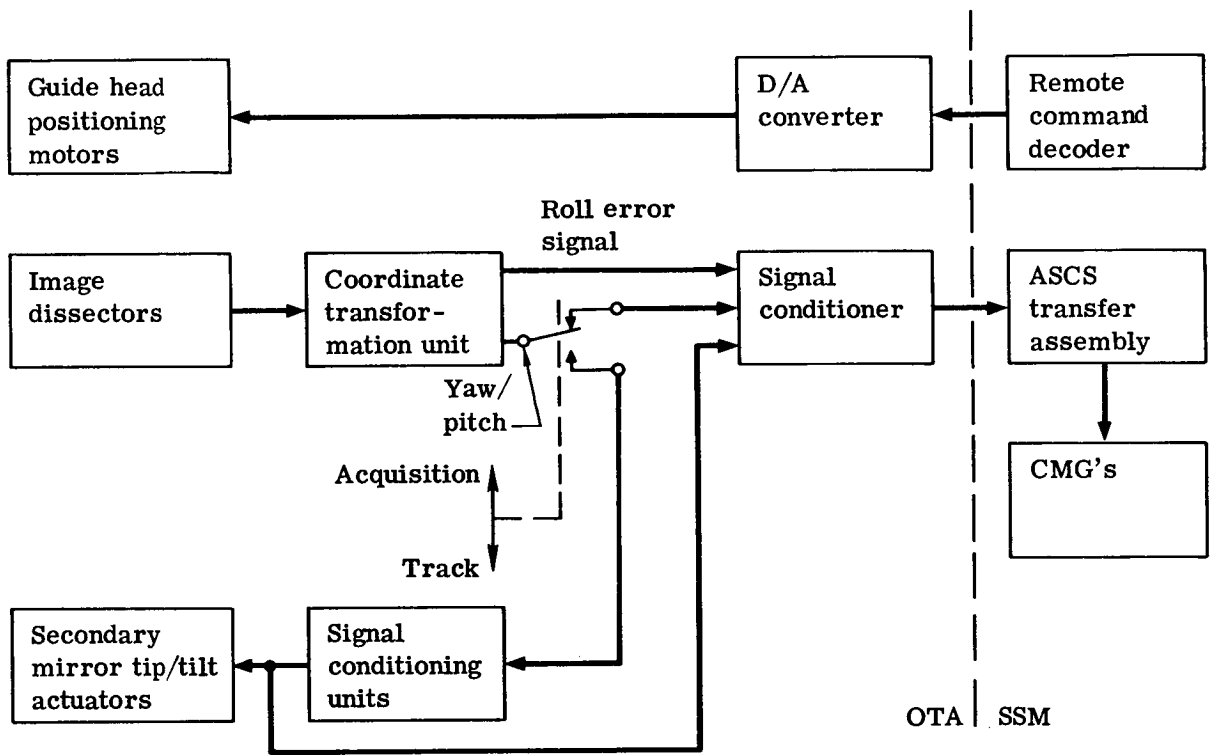 Guide head
positioning
motors
D/A
converter
Remote
command
decoder
Roll error
signal
Image
dissectors
Coordinate
transfor-
mation unit
Signal
conditioner
ASCS
transfer
assembly
Yaw/
pitch
CMG's
Acquisition
Track
Secondary
mirror tip/tilt
actuators
Signal
conditioning
units
OTA
SSM